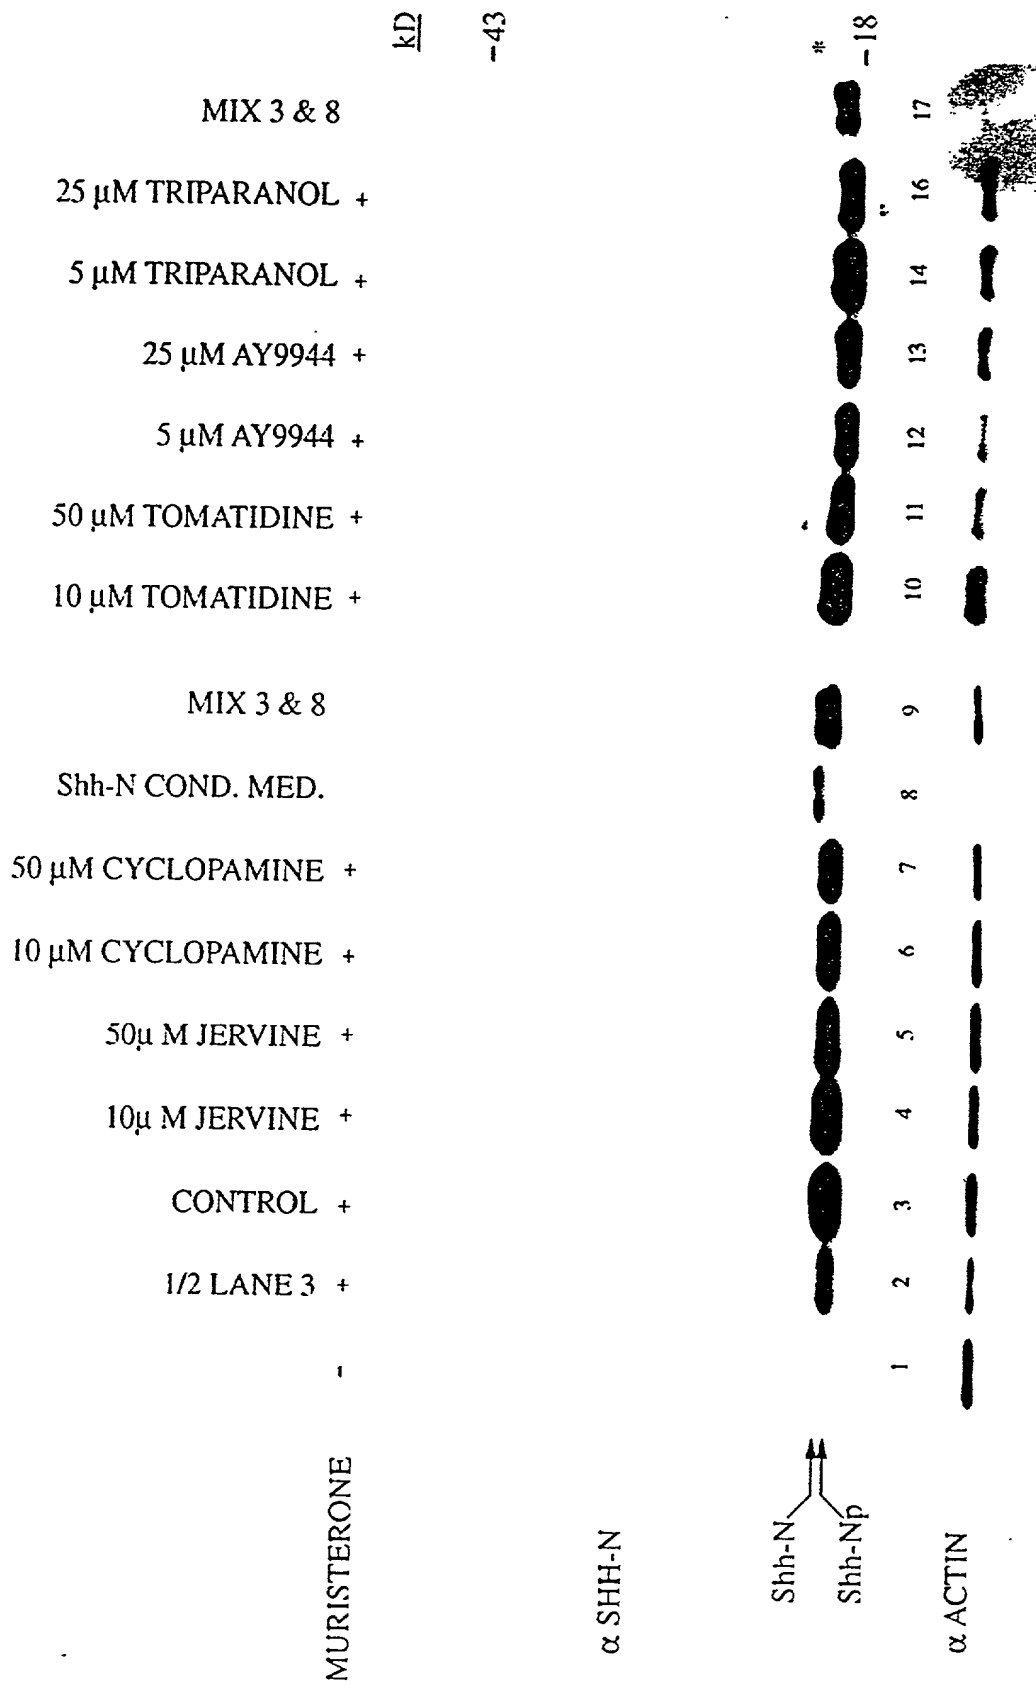 kD
-43
*
-18
MIX 3 & 8
17
25 µM TRIPARANOL +
16
5 µM TRIPARANOL +
14
25 µM AY9944 +
13
5 µM AY9944 +
12
50 µM TOMATIDINE +
11
10 µM TOMATIDINE +
10
MIX 3 & 8
9
Shh-N COND. MED.
8
50 µM CYCLOPAMINE +
7
10 µM CYCLOPAMINE +
6
50µ M JERVINE +
5
10µ M JERVINE +
4
CONTROL +
3
1/2 LANE 3 +
2
-
1
MURISTERONE
α SHH-N
Shh-N
Shh-Np
α ACTIN